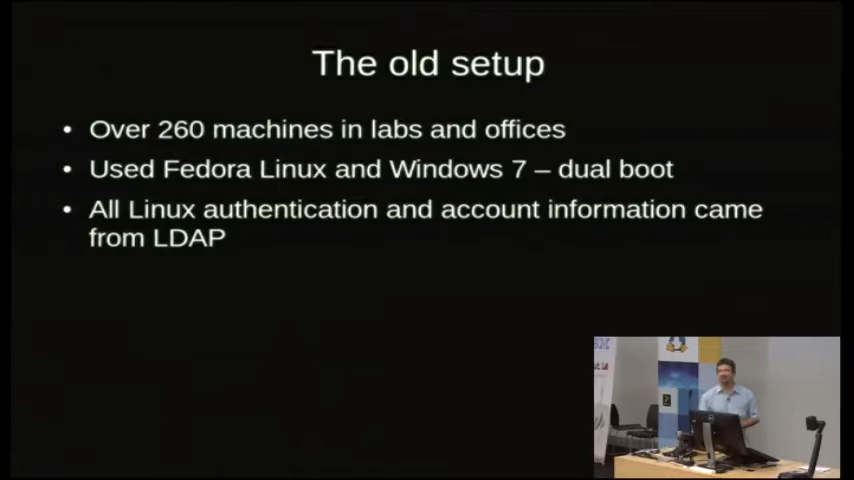 The old setup
• Over 260 machines in labs and offices
• Used Fedora Linux and Windows 7 – dual boot
• All Linux authentication and account information came
from LDAP